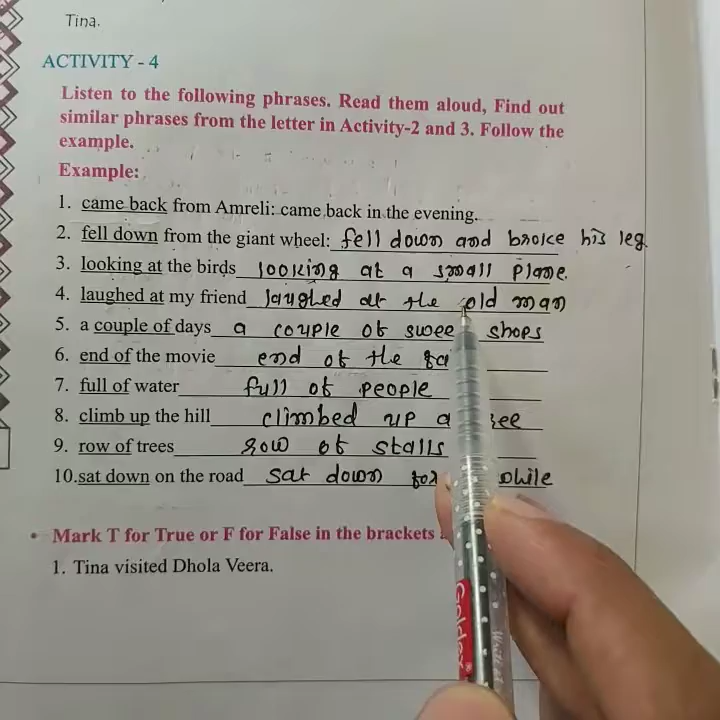 Tina.
ACTIVITY - 4
Listen to the following phrases. Read them aloud, Find out
similar phrases from the letter in Activity-2 and 3. Follow the
example.
Example:
1. came back from Amreli: came back in the evening.
2. fell down from the giant wheel: fell down and broke his leg.
3. looking at the birds looking at a small plane.
4. laughed at my friend laughed at the old man
5. a couple of days a couple of swee shops
6. end of the movie end of the fai
7. full of water full of people
8. climb up the hill climbed up a ree
9. row of trees row of stalls
10. sat down on the road sat down for while
• Mark T for True or F for False in the brackets
1. Tina visited Dhola Veera.
Goldex
Write